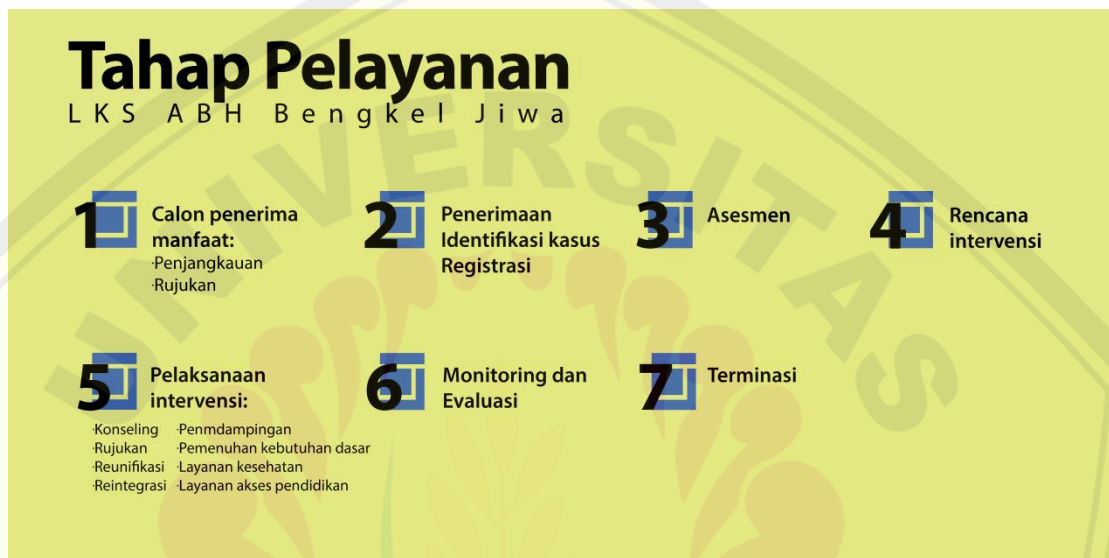 Tahap Pelayanan
LKS ABH Bengkel Jiwa
1 Calon penerima
manfaat:
·Penjangkauan
·Rujukan
2 Penerimaan
Identifikasi kasus
Registrasi
3 Asesmen
4 Rencana
intervensi
5 Pelaksanaan
intervensi:
·Konseling ·Penmdampingan
·Rujukan ·Pemenuhan kebutuhan dasar
·Reunifikasi ·Layanan kesehatan
·Reintegrasi ·Layanan akses pendidikan
6 Monitoring dan
Evaluasi
7 Terminasi
UNIVERSITAS